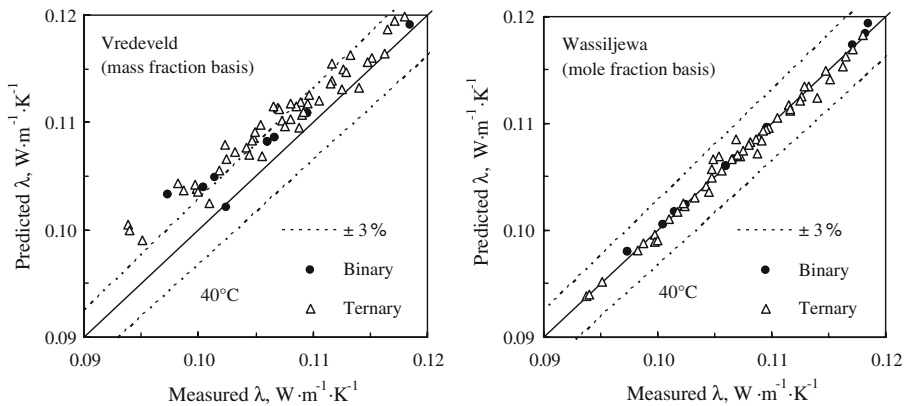 Predicted λ, W·m⁻¹·K⁻¹
0.12
0.11
0.10
0.09
Vredeveld
(mass fraction basis)
± 3%
Binary
40°C
Ternary
0.09 0.10 0.11 0.12
Measured λ, W·m⁻¹·K⁻¹
Predicted λ, W·m⁻¹·K⁻¹
0.12
0.11
0.10
0.09
Wassiljewa
(mole fraction basis)
± 3%
Binary
40°C
Ternary
0.09 0.10 0.11 0.12
Measured λ, W·m⁻¹·K⁻¹